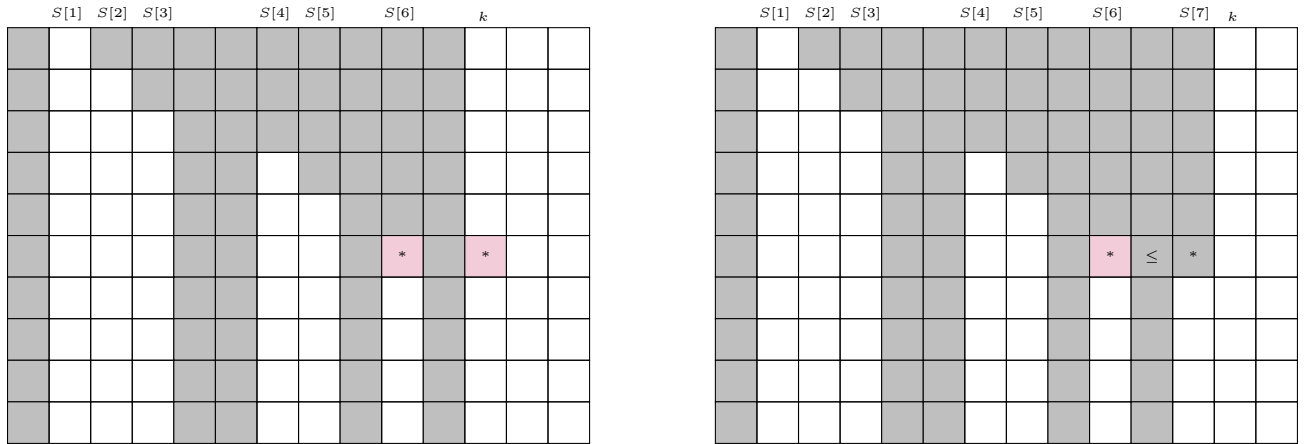 S[1] S[2] S[3] S[4] S[5] S[6] k
* *
S[1] S[2] S[3] S[4] S[5] S[6] S[7] k
* ≤ *